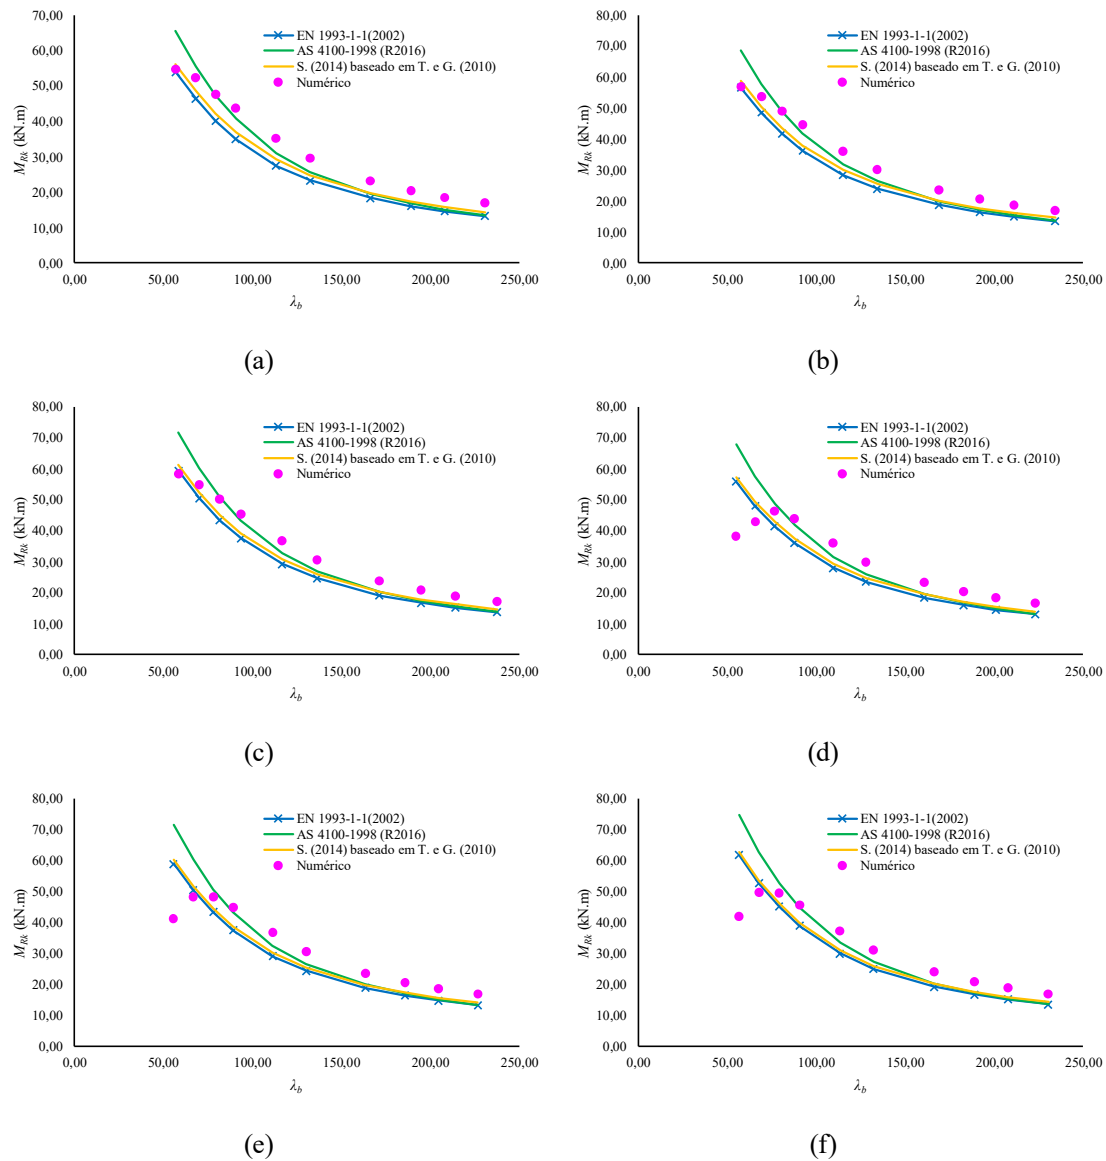 70,00
60,00
50,00
40,00
30,00
20,00
10,00
0,00
M_Rk (kN.m)
EN 1993-1-1(2002)
AS 4100-1998 (R2016)
S. (2014) baseado em T. e G. (2010)
Numérico
0,00 50,00 100,00 150,00 200,00 250,00
λ_b
(a)
80,00
70,00
60,00
50,00
40,00
30,00
20,00
10,00
0,00
M_Rk (kN.m)
EN 1993-1-1(2002)
AS 4100-1998 (R2016)
S. (2014) baseado em T. e G. (2010)
Numérico
0,00 50,00 100,00 150,00 200,00 250,00
λ_b
(b)
80,00
70,00
60,00
50,00
40,00
30,00
20,00
10,00
0,00
M_Rk (kN.m)
EN 1993-1-1(2002)
AS 4100-1998 (R2016)
S. (2014) baseado em T. e G. (2010)
Numérico
0,00 50,00 100,00 150,00 200,00 250,00
λ_b
(c)
80,00
70,00
60,00
50,00
40,00
30,00
20,00
10,00
0,00
M_Rk (kN.m)
EN 1993-1-1(2002)
AS 4100-1998 (R2016)
S. (2014) baseado em T. e G. (2010)
Numérico
0,00 50,00 100,00 150,00 200,00 250,00
λ_b
(d)
80,00
70,00
60,00
50,00
40,00
30,00
20,00
10,00
0,00
M_Rk (kN.m)
EN 1993-1-1(2002)
AS 4100-1998 (R2016)
S. (2014) baseado em T. e G. (2010)
Numérico
0,00 50,00 100,00 150,00 200,00 250,00
λ_b
(e)
80,00
70,00
60,00
50,00
40,00
30,00
20,00
10,00
0,00
M_Rk (kN.m)
EN 1993-1-1(2002)
AS 4100-1998 (R2016)
S. (2014) baseado em T. e G. (2010)
Numérico
0,00 50,00 100,00 150,00 200,00 250,00
λ_b
(f)